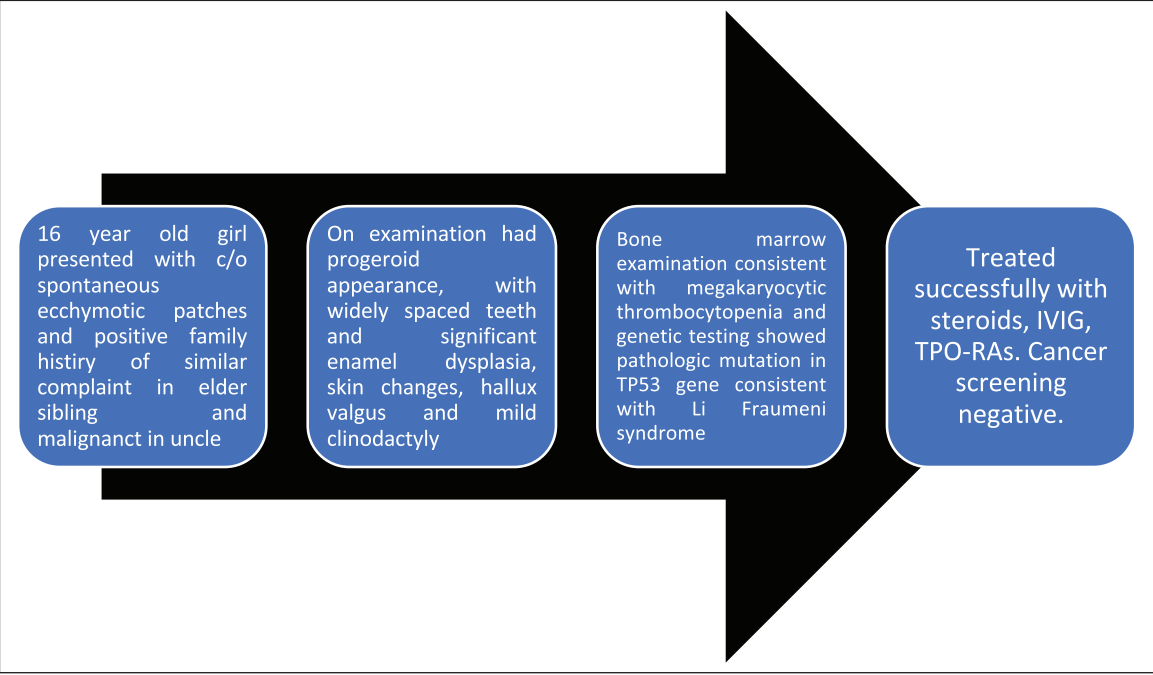 16 year old girl
presented with c/o
spontaneous
ecchymotic patches
and positive family
histiry of similar
complaint in elder
sibling and
malignanct in uncle
On examination had
progeroid
appearance, with
widely spaced teeth
and significant
enamel dysplasia,
skin changes, hallux
valgus and mild
clinodactyly
Bone marrow
examination consistent
with megakaryocytic
thrombocytopenia and
genetic testing showed
pathologic mutation in
TP53 gene consistent
with Li Fraumeni
syndrome
Treated
successfully with
steroids, IVIG,
TPO-RAs. Cancer
screening
negative.